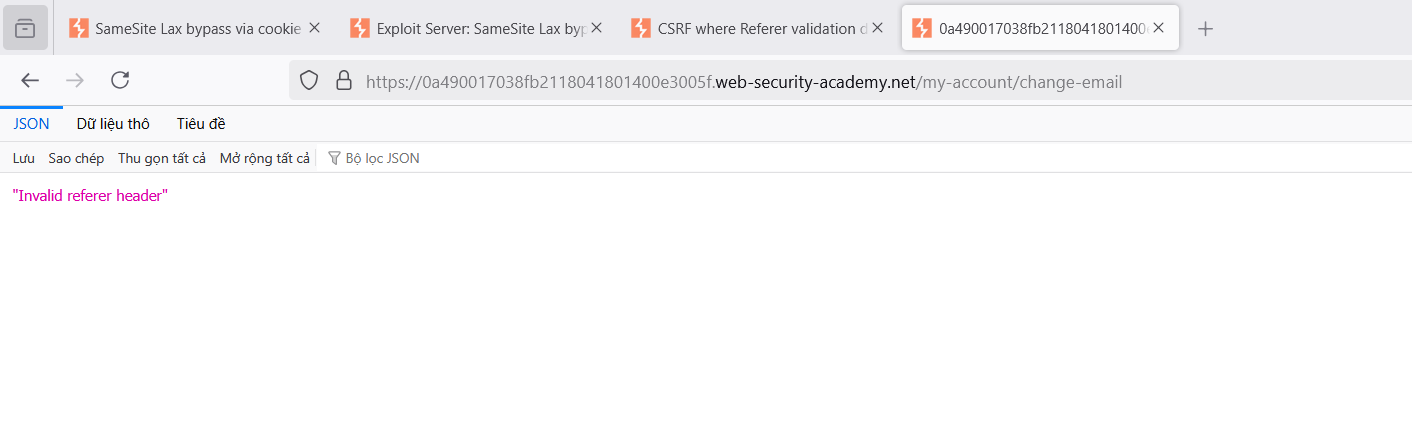 SameSite Lax bypass via cookie
Exploit Server: SameSite Lax byp
CSRF where Referer validation d
0a490017038fb2118041801400e
https://0a490017038fb2118041801400e3005f.web-security-academy.net/my-account/change-email
JSON Dữ liệu thô Tiêu đề
Lưu Sao chép Thu gọn tất cả Mở rộng tất cả Bộ lọc JSON
"Invalid referer header"